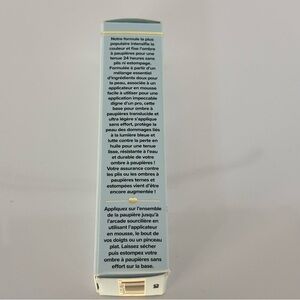 Notre formule la plus
populaire intensifie la
couleur et fixe l'ombre
à paupières pour une
tenue 24 heures sans
plis ni estompage.
Formulée à partir d'un
mélange essentiel
d'ingrédients doux pour
la peau, associée à un
applicateur en mousse
facile à utiliser pour une
application impeccable
digne d'un pro, cette
base pour ombre à
paupières translucide et
ultra légère s'applique
sans effort, protège la
peau des dommages liés
à la lumière bleue et
lutte contre la perte en
huile pour une tenue
lisse, résistante à l'eau
et durable de votre
ombre à paupières !
Votre assurance contre
les plis ou les ombres à
paupières ternes et
estompées vient d'être
encore augmentée !
Appliquez sur l'ensemble
de la paupière jusqu'à
l'arcade sourcilière en
utilisant l'applicateur
en mousse, le bout de
vos doigts ou un pinceau
plat. Laissez sécher
puis estompez votre
ombre à paupières sans
effort sur la base.